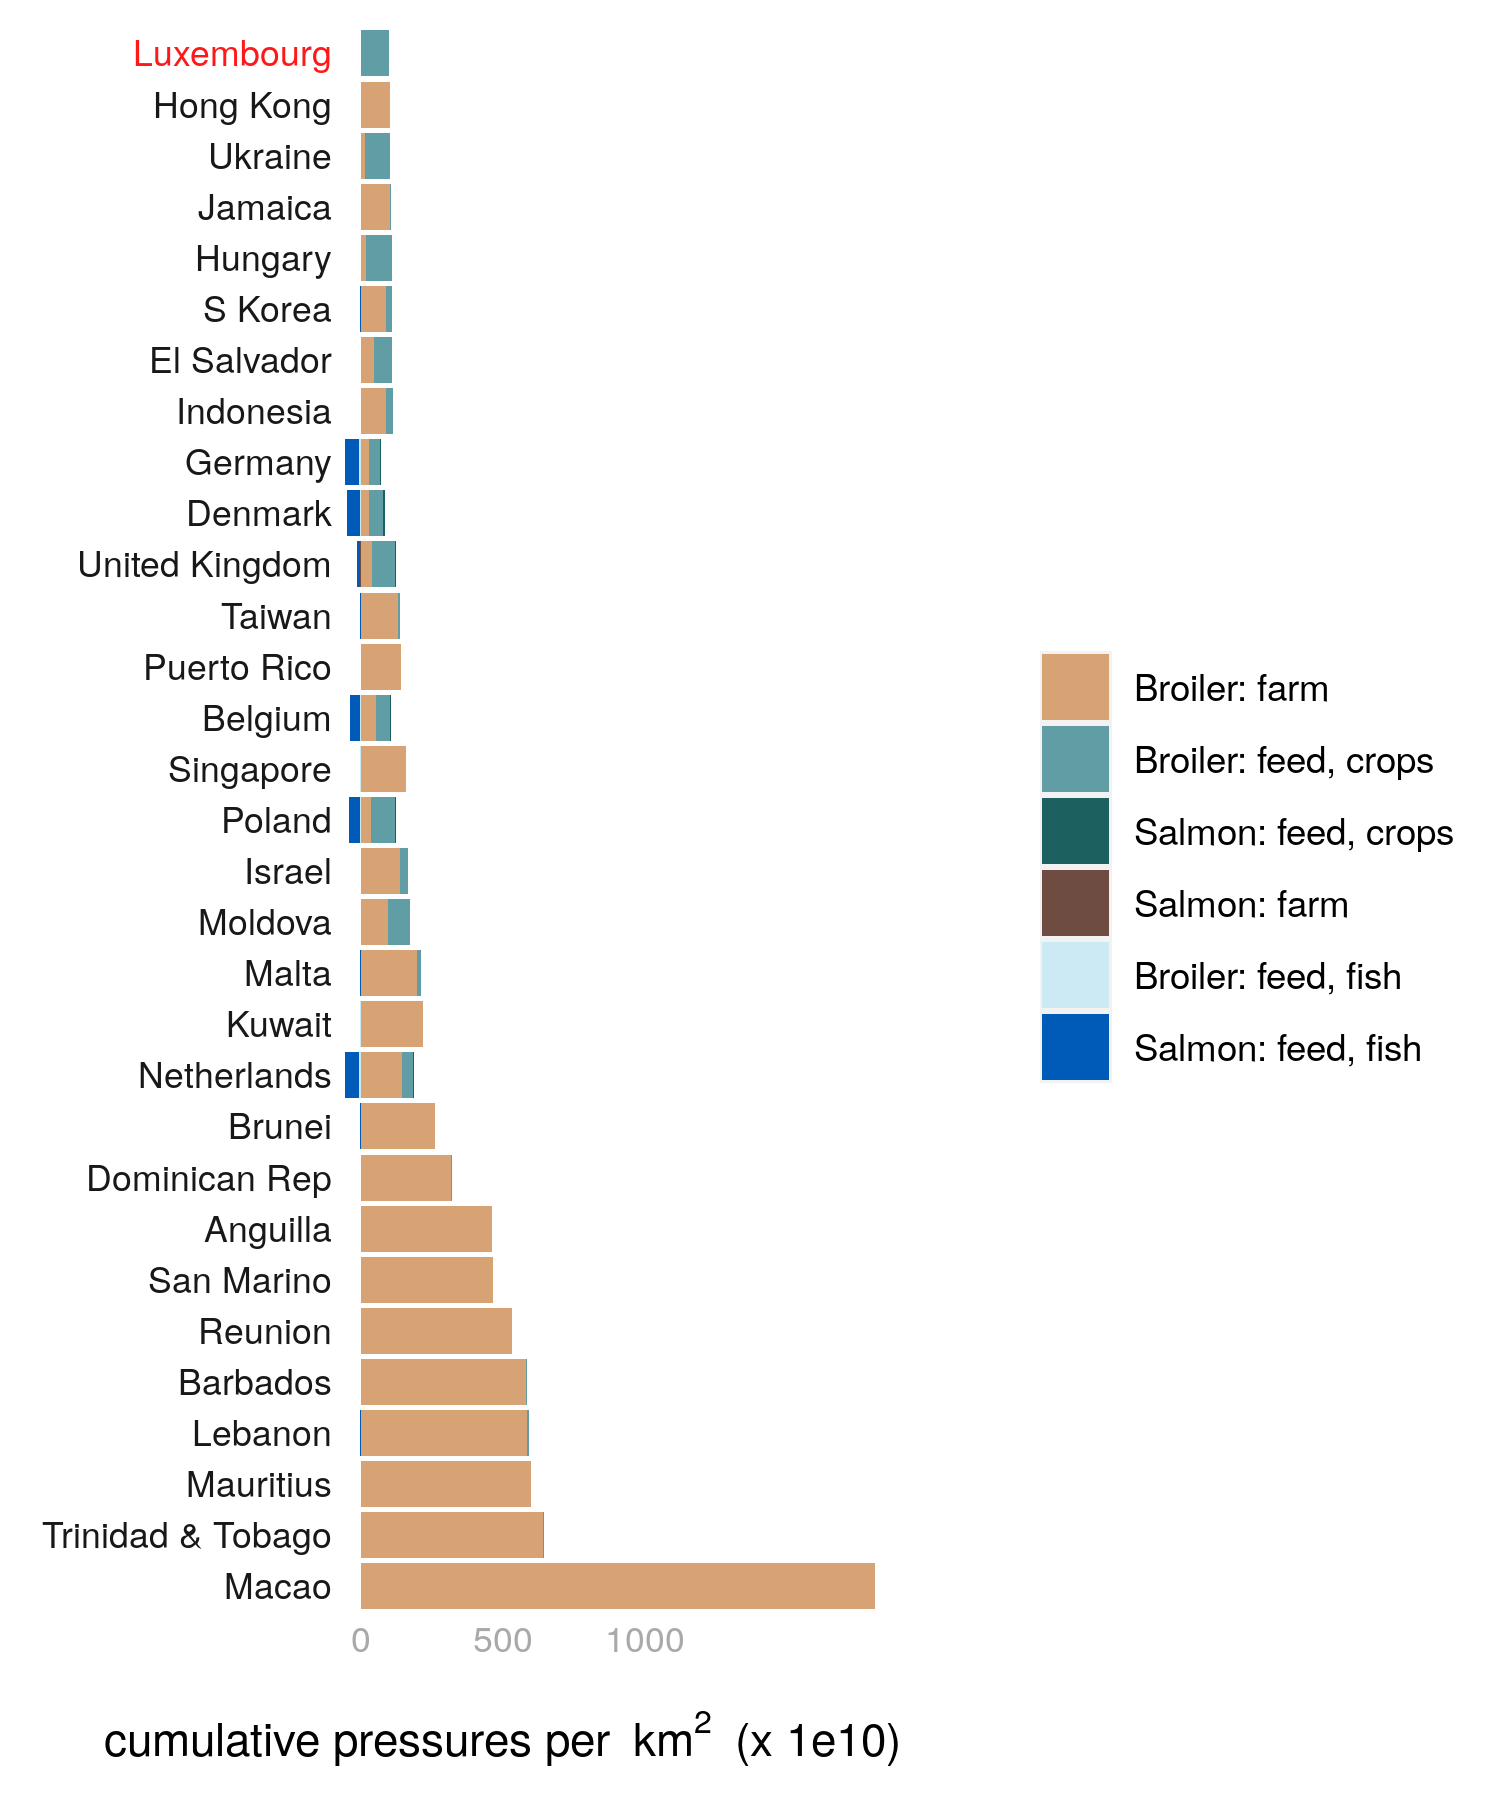 Luxembourg
Hong Kong
Ukraine
Jamaica
Hungary
S Korea
El Salvador
Indonesia
Germany
Denmark
United Kingdom
Taiwan
Puerto Rico
Belgium
Singapore
Poland
Israel
Moldova
Malta
Kuwait
Netherlands
Brunei
Dominican Rep
Anguilla
San Marino
Reunion
Barbados
Lebanon
Mauritius
Trinidad & Tobago
Macao
0 500 1000
cumulative pressures per km² (x 1e10)
Broiler: farm
Broiler: feed, crops
Salmon: feed, crops
Salmon: farm
Broiler: feed, fish
Salmon: feed, fish